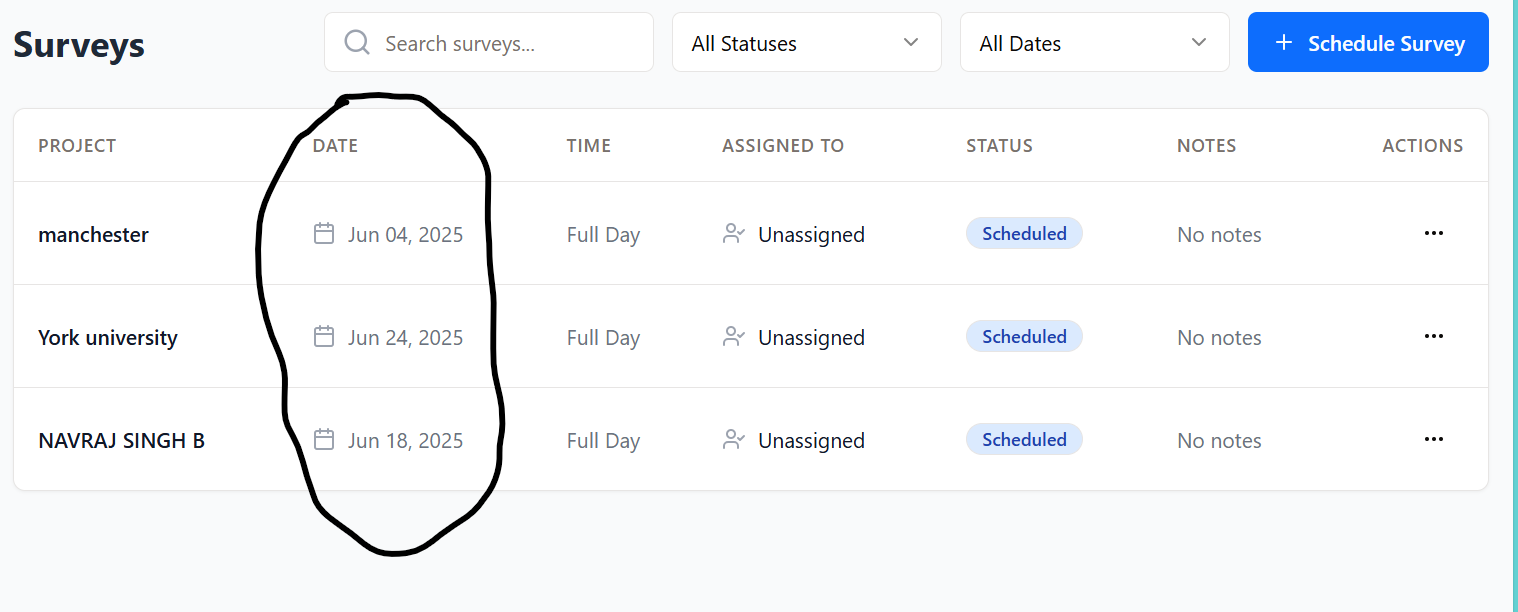 Surveys Search surveys... All Statuses All Dates + Schedule Survey
PROJECT DATE TIME ASSIGNED TO STATUS NOTES ACTIONS
manchester Jun 04, 2025 Full Day Unassigned Scheduled No notes
York university Jun 24, 2025 Full Day Unassigned Scheduled No notes
NAVRAJ SINGH B Jun 18, 2025 Full Day Unassigned Scheduled No notes